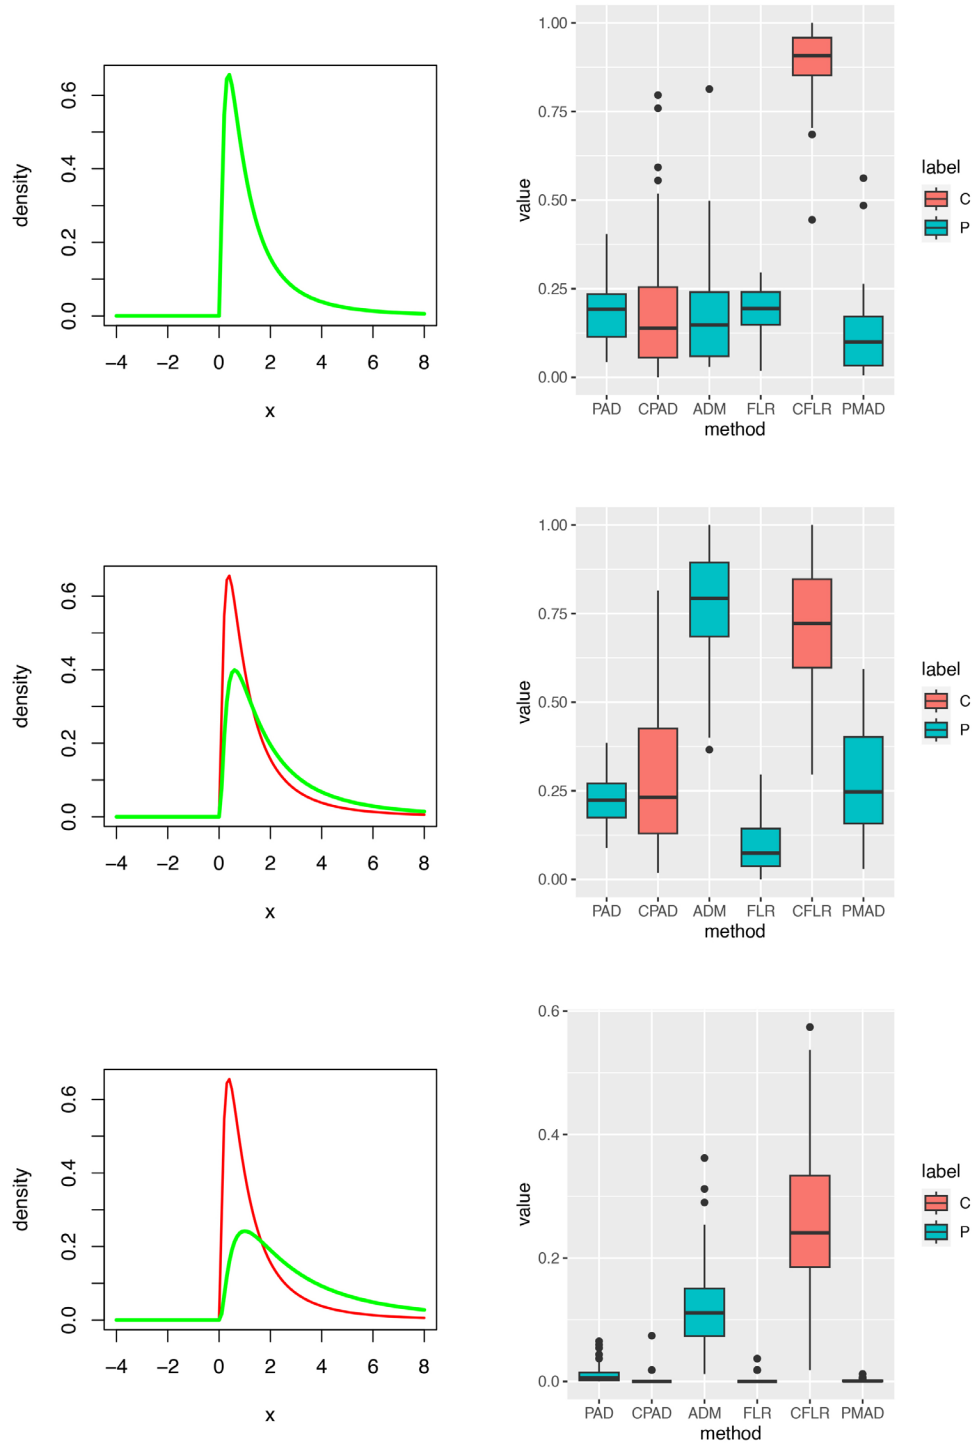 density
0.0 0.2 0.4 0.6
−4 −2 0 2 4 6 8
x
value
1.00
0.75
0.50
0.25
0.00
PAD CPAD ADM FLR CFLR PMAD
method
label
C
P
density
0.0 0.2 0.4 0.6
−4 −2 0 2 4 6 8
x
value
1.00
0.75
0.50
0.25
0.00
PAD CPAD ADM FLR CFLR PMAD
method
label
C
P
density
0.0 0.2 0.4 0.6
−4 −2 0 2 4 6 8
x
value
0.6
0.4
0.2
0.0
PAD CPAD ADM FLR CFLR PMAD
method
label
C
P